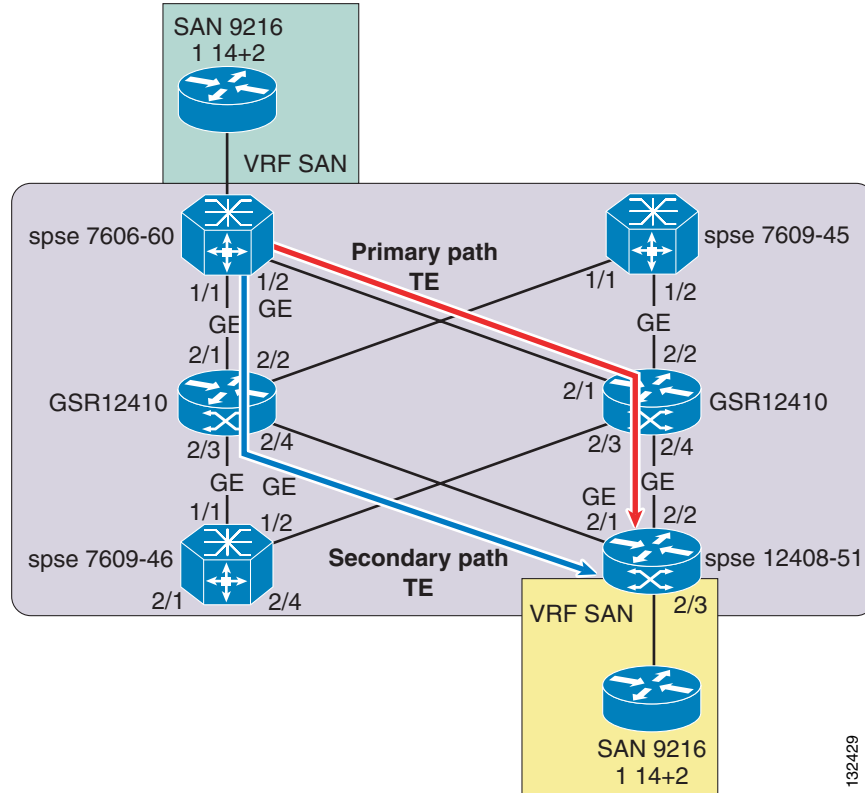 SAN 9216
1 14+2
VRF SAN
spse 7606-60
spse 7609-45
Primary path
TE
1/1
1/2
GE
GE
1/1
1/2
GE
2/1
2/2
2/2
GSR12410
2/1
GSR12410
2/3
2/4
2/3
2/4
GE
GE
GE
GE
1/1
1/2
2/1
2/2
spse 7609-46
Secondary path
TE
spse 12408-51
2/1
2/4
2/3
VRF SAN
SAN 9216
1 14+2
132429